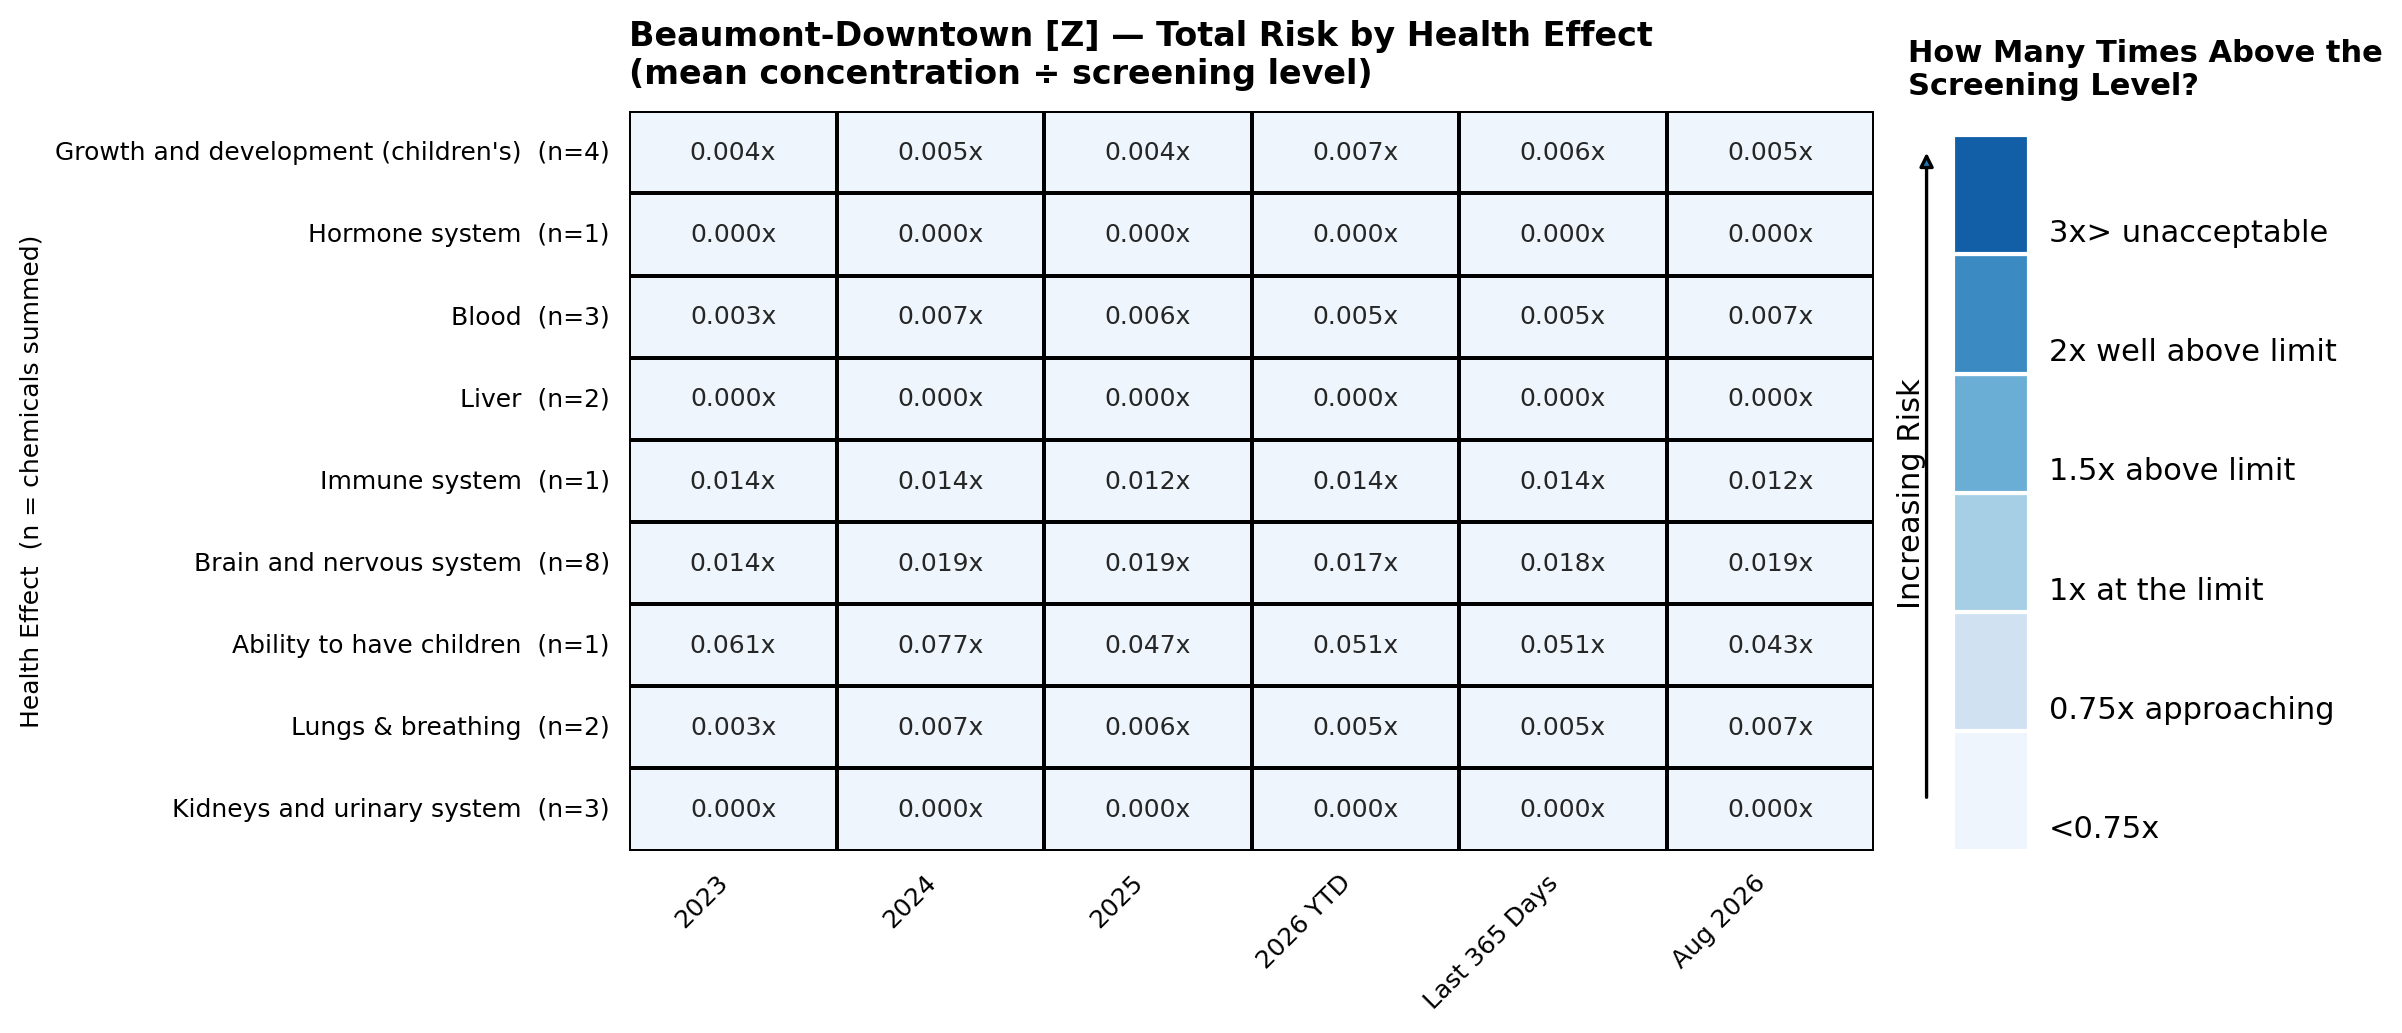 Beaumont-Downtown [Z] — Total Risk by Health Effect
(mean concentration ÷ screening level)
How Many Times Above the
Screening Level?
Health Effect  (n = chemicals summed)
Growth and development (children's)  (n=4) 0.004x 0.005x 0.004x 0.007x 0.006x 0.005x
Hormone system  (n=1) 0.000x 0.000x 0.000x 0.000x 0.000x 0.000x
Blood  (n=3) 0.003x 0.007x 0.006x 0.005x 0.005x 0.007x
Liver  (n=2) 0.000x 0.000x 0.000x 0.000x 0.000x 0.000x
Immune system  (n=1) 0.014x 0.014x 0.012x 0.014x 0.014x 0.012x
Brain and nervous system  (n=8) 0.014x 0.019x 0.019x 0.017x 0.018x 0.019x
Ability to have children  (n=1) 0.061x 0.077x 0.047x 0.051x 0.051x 0.043x
Lungs & breathing  (n=2) 0.003x 0.007x 0.006x 0.005x 0.005x 0.007x
Kidneys and urinary system  (n=3) 0.000x 0.000x 0.000x 0.000x 0.000x 0.000x
2023 2024 2025 2026 YTD Last 365 Days Aug 2026
Increasing Risk
3x> unacceptable
2x well above limit
1.5x above limit
1x at the limit
0.75x approaching
<0.75x